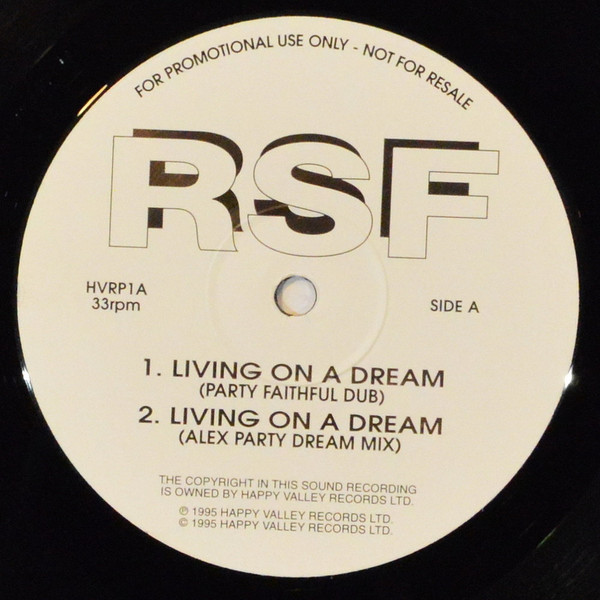 FOR PROMOTIONAL USE ONLY - NOT FOR RESALE
RSF
HVRP1A
33rpm
SIDE A
1. LIVING ON A DREAM
(PARTY FAITHFUL DUB)
2. LIVING ON A DREAM
(ALEX PARTY DREAM MIX)
THE COPYRIGHT IN THIS SOUND RECORDING
IS OWNED BY HAPPY VALLEY RECORDS LTD.
℗ 1995 HAPPY VALLEY RECORDS LTD.
© 1995 HAPPY VALLEY RECORDS LTD.